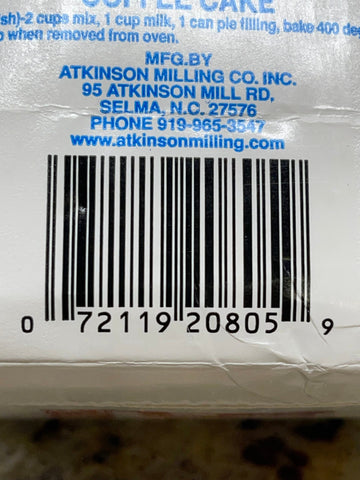 COFFEE CAKE
sh)-2 cups mix, 1 cup milk, 1 can pie filling, bake 400 deg
when removed from oven.
MFG.BY
ATKINSON MILLING CO. INC.
95 ATKINSON MILL RD,
SELMA, N.C. 27576
PHONE 919-965-3547
www.atkinsonmilling.com
0 72119 20805 9